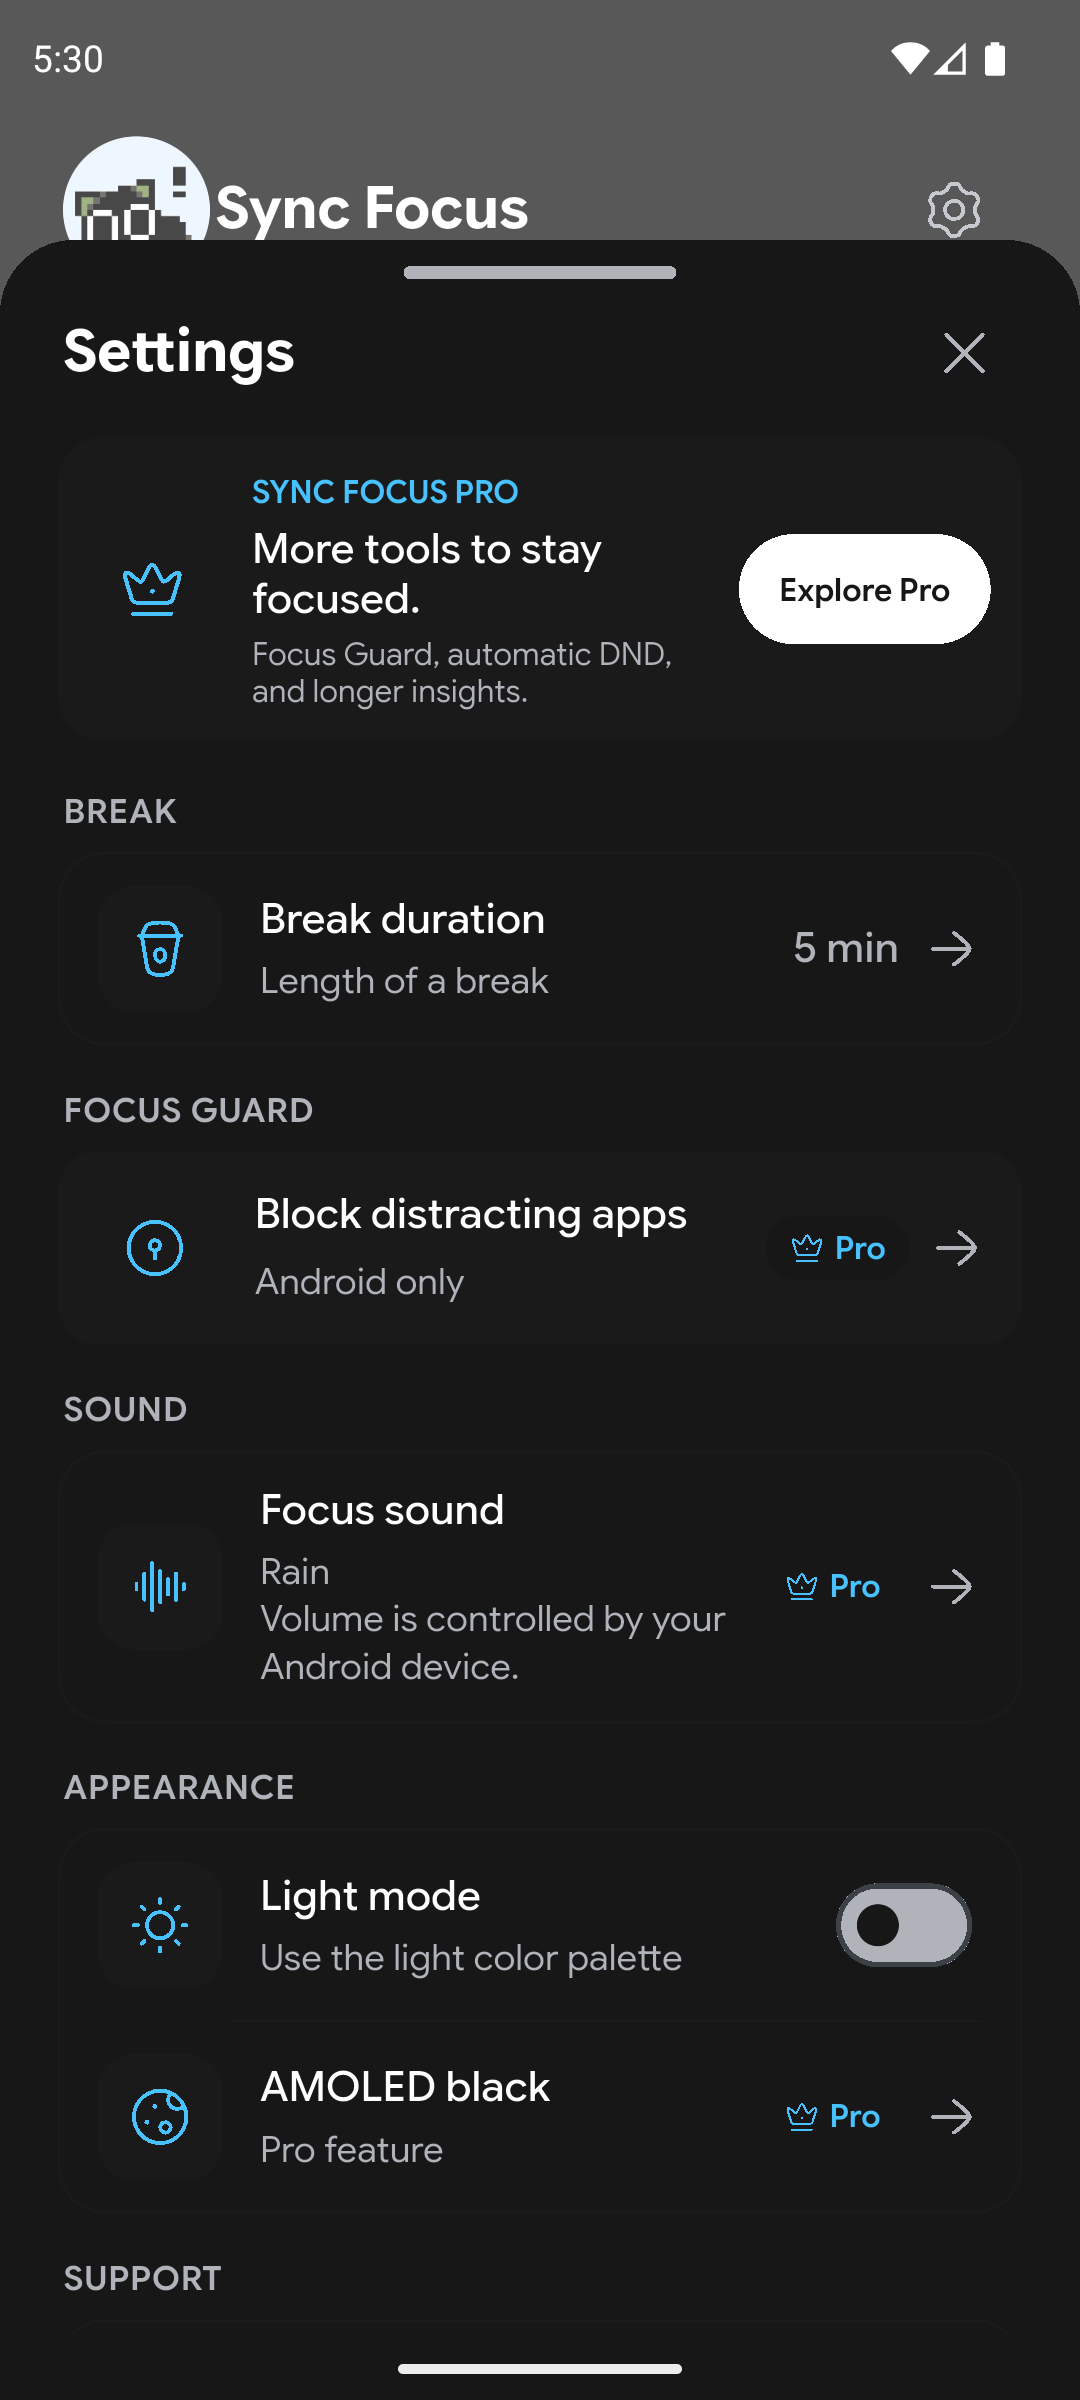 5:30
Sync Focus
Settings
SYNC FOCUS PRO
More tools to stay
focused.
Focus Guard, automatic DND,
and longer insights.
Explore Pro
BREAK
Break duration
Length of a break
5 min
FOCUS GUARD
Block distracting apps
Android only
Pro
SOUND
Focus sound
Rain
Volume is controlled by your
Android device.
Pro
APPEARANCE
Light mode
Use the light color palette
AMOLED black
Pro feature
Pro
SUPPORT